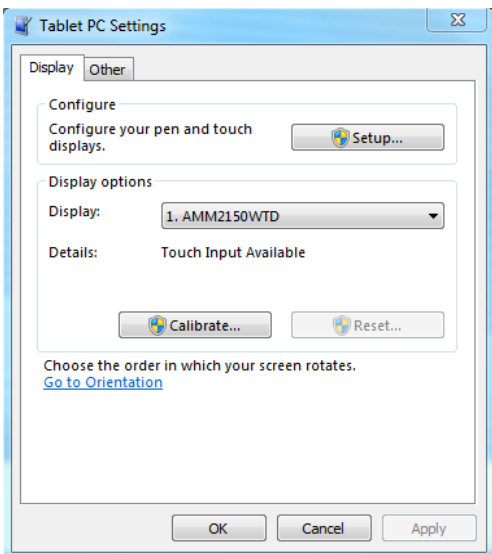 Tablet PC Settings
Display
Other
Configure
Configure your pen and touch
displays.
Setup...
Display options
Display:
1. AMM2150WTD
Details:
Touch Input Available
Calibrate...
Reset...
Choose the order in which your screen rotates.
Go to Orientation
OK
Cancel
Apply